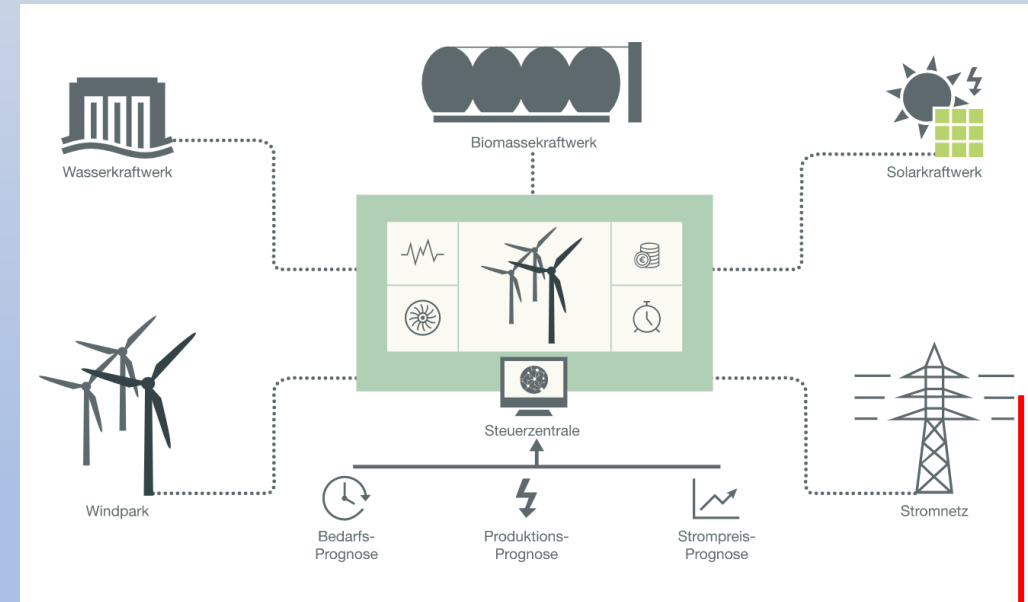 Biomassekraftwerk
Wasserkraftwerk
Solarkraftwerk
Steuerzentrale
Windpark
Stromnetz
Bedarfs-
Prognose
Produktions-
Prognose
Strompreis-
Prognose